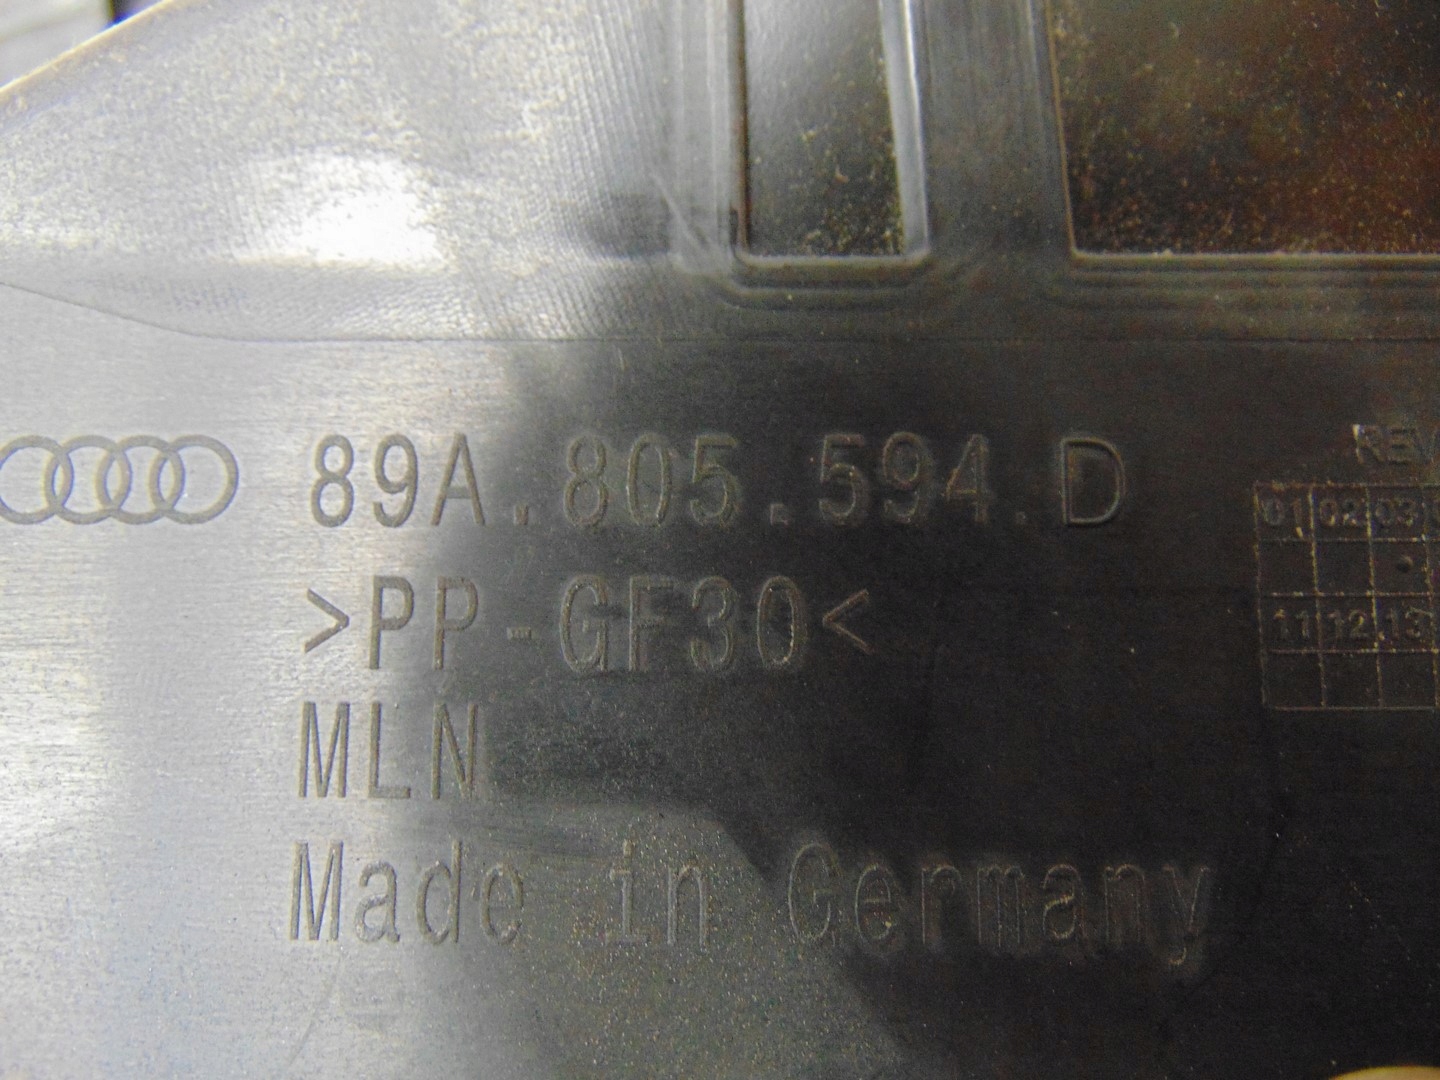 89A.805.594.D
>PP-GF30<
MLN
Made in Germany
REV
01 02 03
11 12 13